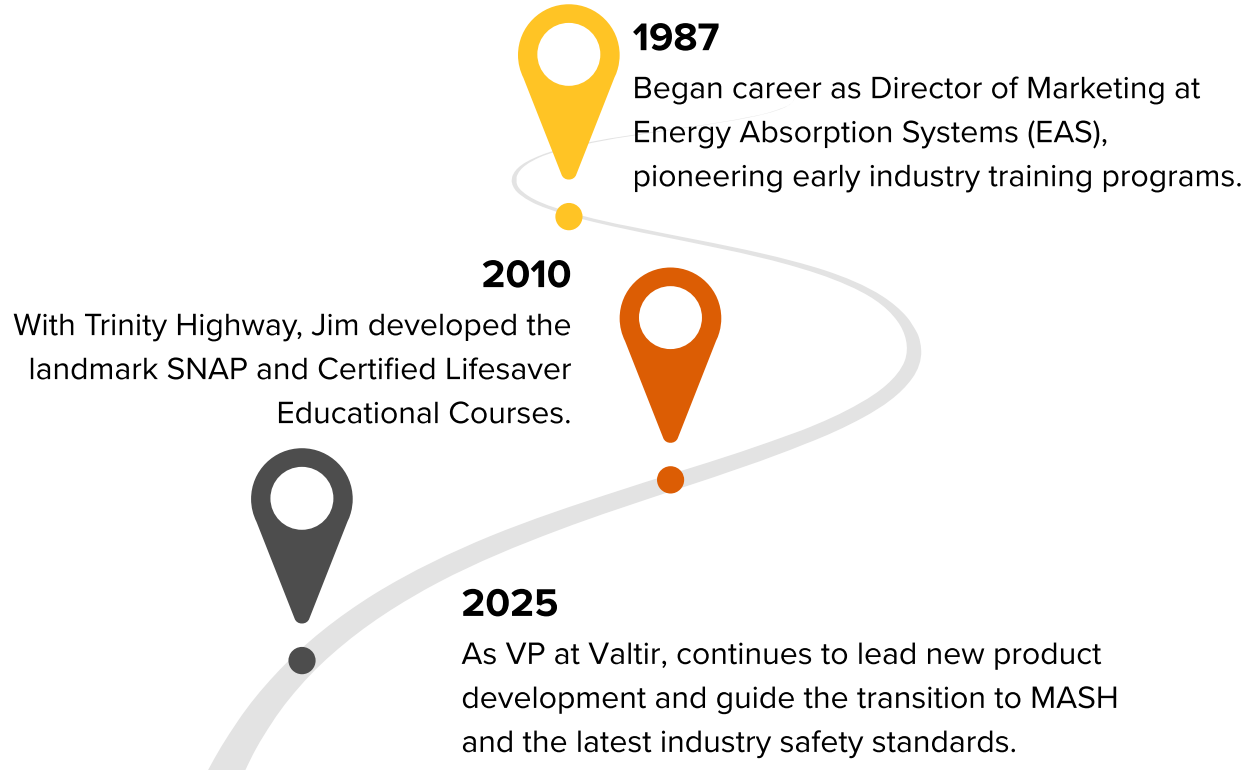 1987
Began career as Director of Marketing at
Energy Absorption Systems (EAS),
pioneering early industry training programs.
2010
With Trinity Highway, Jim developed the
landmark SNAP and Certified Lifesaver
Educational Courses.
2025
As VP at Valtir, continues to lead new product
development and guide the transition to MASH
and the latest industry safety standards.